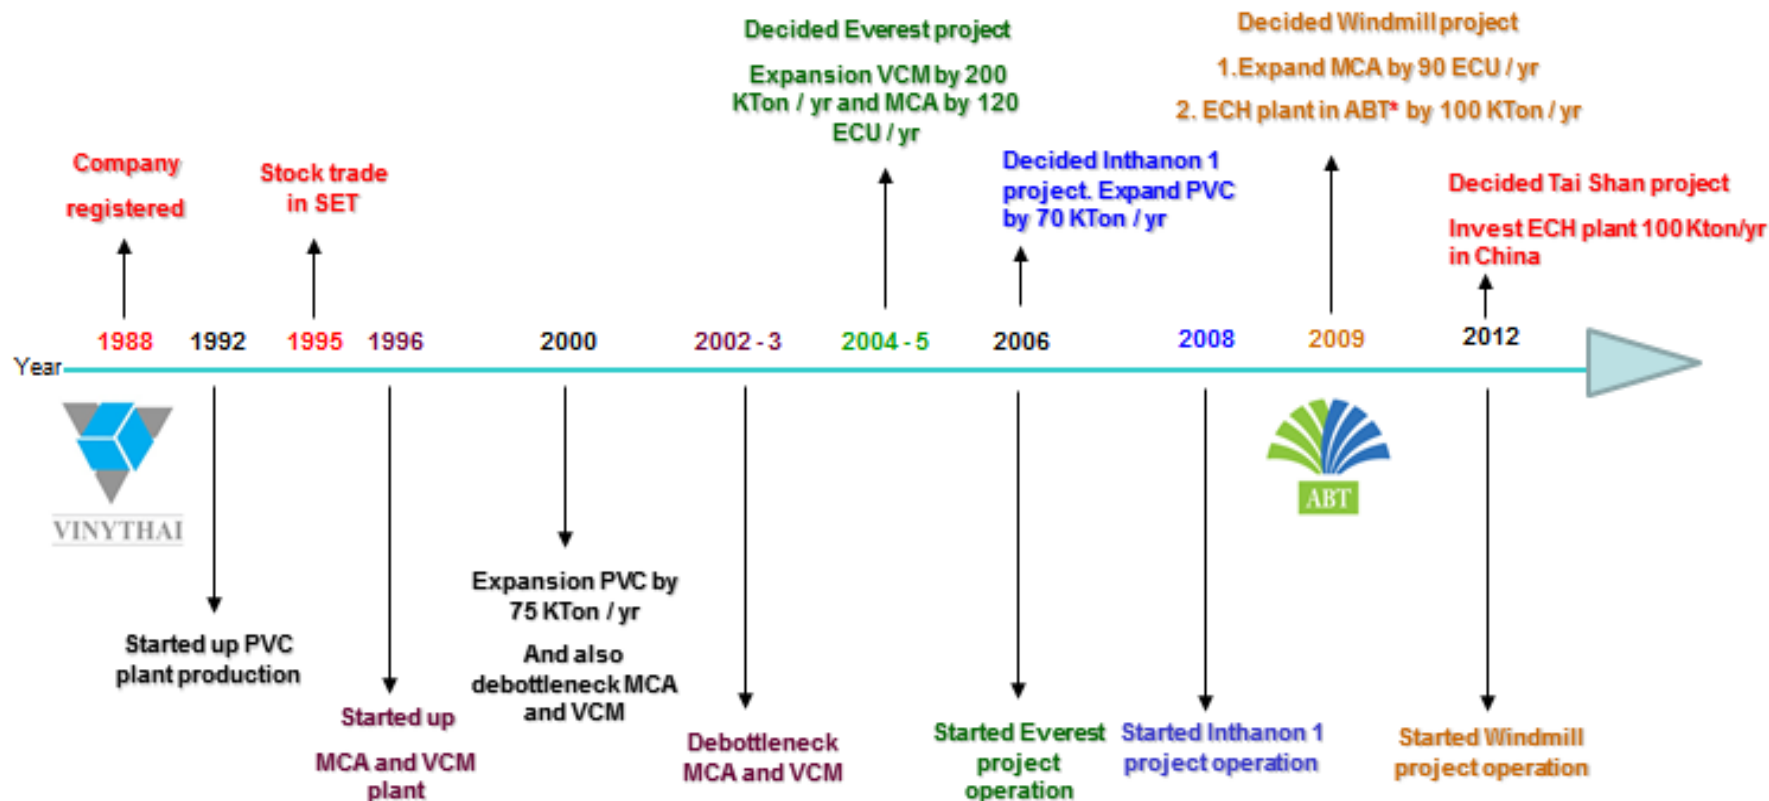 Decided Everest project
Expansion VCM by 200
KTon / yr and MCA by 120
ECU / yr
Decided Windmill project
1.Expand MCA by 90 ECU / yr
2. ECH plant in ABT* by 100 KTon / yr
Company
registered
Stock trade
in SET
Decided Inthanon 1
project. Expand PVC
by 70 KTon / yr
Decided Tai Shan project
Invest ECH plant 100 Kton/yr
in China
1988
1992
1995
1996
2000
2002 - 3
2004 - 5
2006
2008
2009
2012
Year
VINYTHAI
ABT
Started up PVC
plant production
Started up
MCA and VCM
plant
Expansion PVC by
75 KTon / yr
And also
debottleneck MCA
and VCM
Debottleneck
MCA and VCM
Started Everest
project
operation
Started Inthanon 1
project operation
Started Windmill
project operation